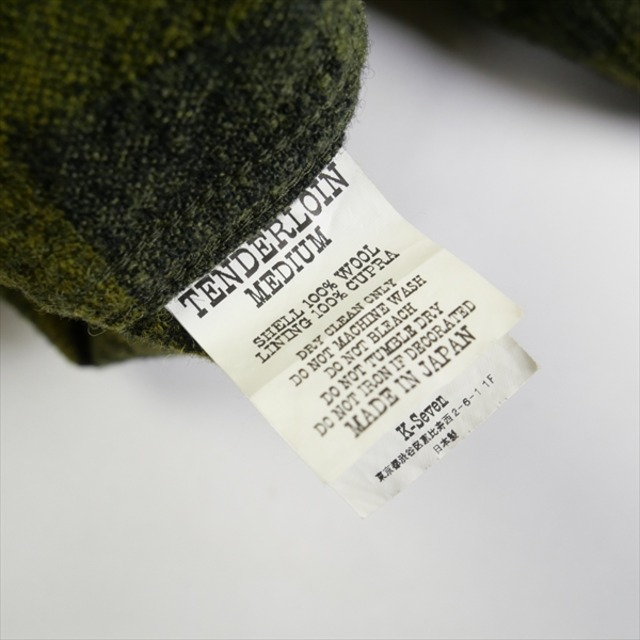 TENDERLOIN
MEDIUM
SHELL 100% WOOL
LINING 100% CUPRA
DRY CLEAN ONLY
DO NOT MACHINE WASH
DO NOT BLEACH
DO NOT TUMBLE DRY
DO NOT IRON IF DECORATED
MADE IN JAPAN
K-Seven
東京都渋谷区恵比寿西2-6-11F
日本製